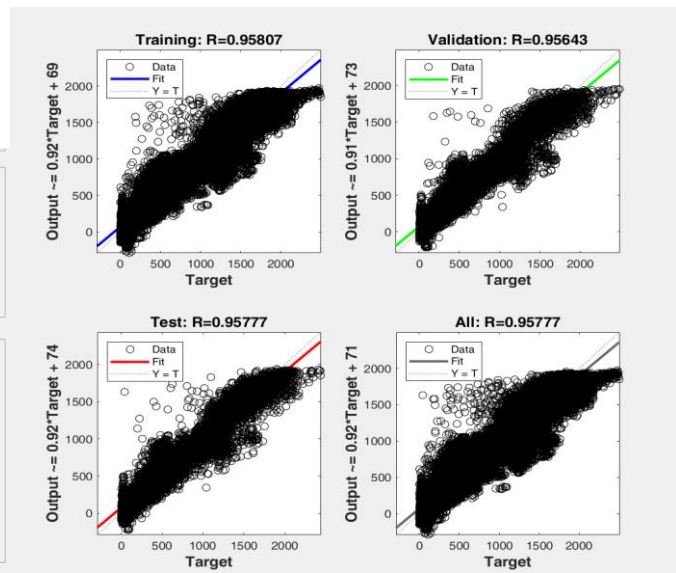 Training: R=0.95807
Output ~= 0.92*Target + 69
Data
Fit
Y = T
2000
1500
1000
500
0
0 500 1000 1500 2000
Target
Validation: R=0.95643
Output ~= 0.91*Target + 73
Data
Fit
Y = T
2000
1500
1000
500
0
0 500 1000 1500 2000
Target
Test: R=0.95777
Output ~= 0.92*Target + 74
Data
Fit
Y = T
2000
1500
1000
500
0
0 500 1000 1500 2000
Target
All: R=0.95777
Output ~= 0.92*Target + 71
Data
Fit
Y = T
2000
1500
1000
500
0
0 500 1000 1500 2000
Target